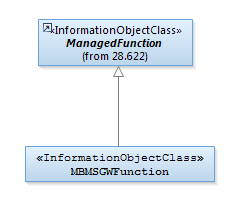 «InformationObjectClass»
ManagedFunction
(from 28.622)
«InformationObjectClass»
MBMSGWFunction